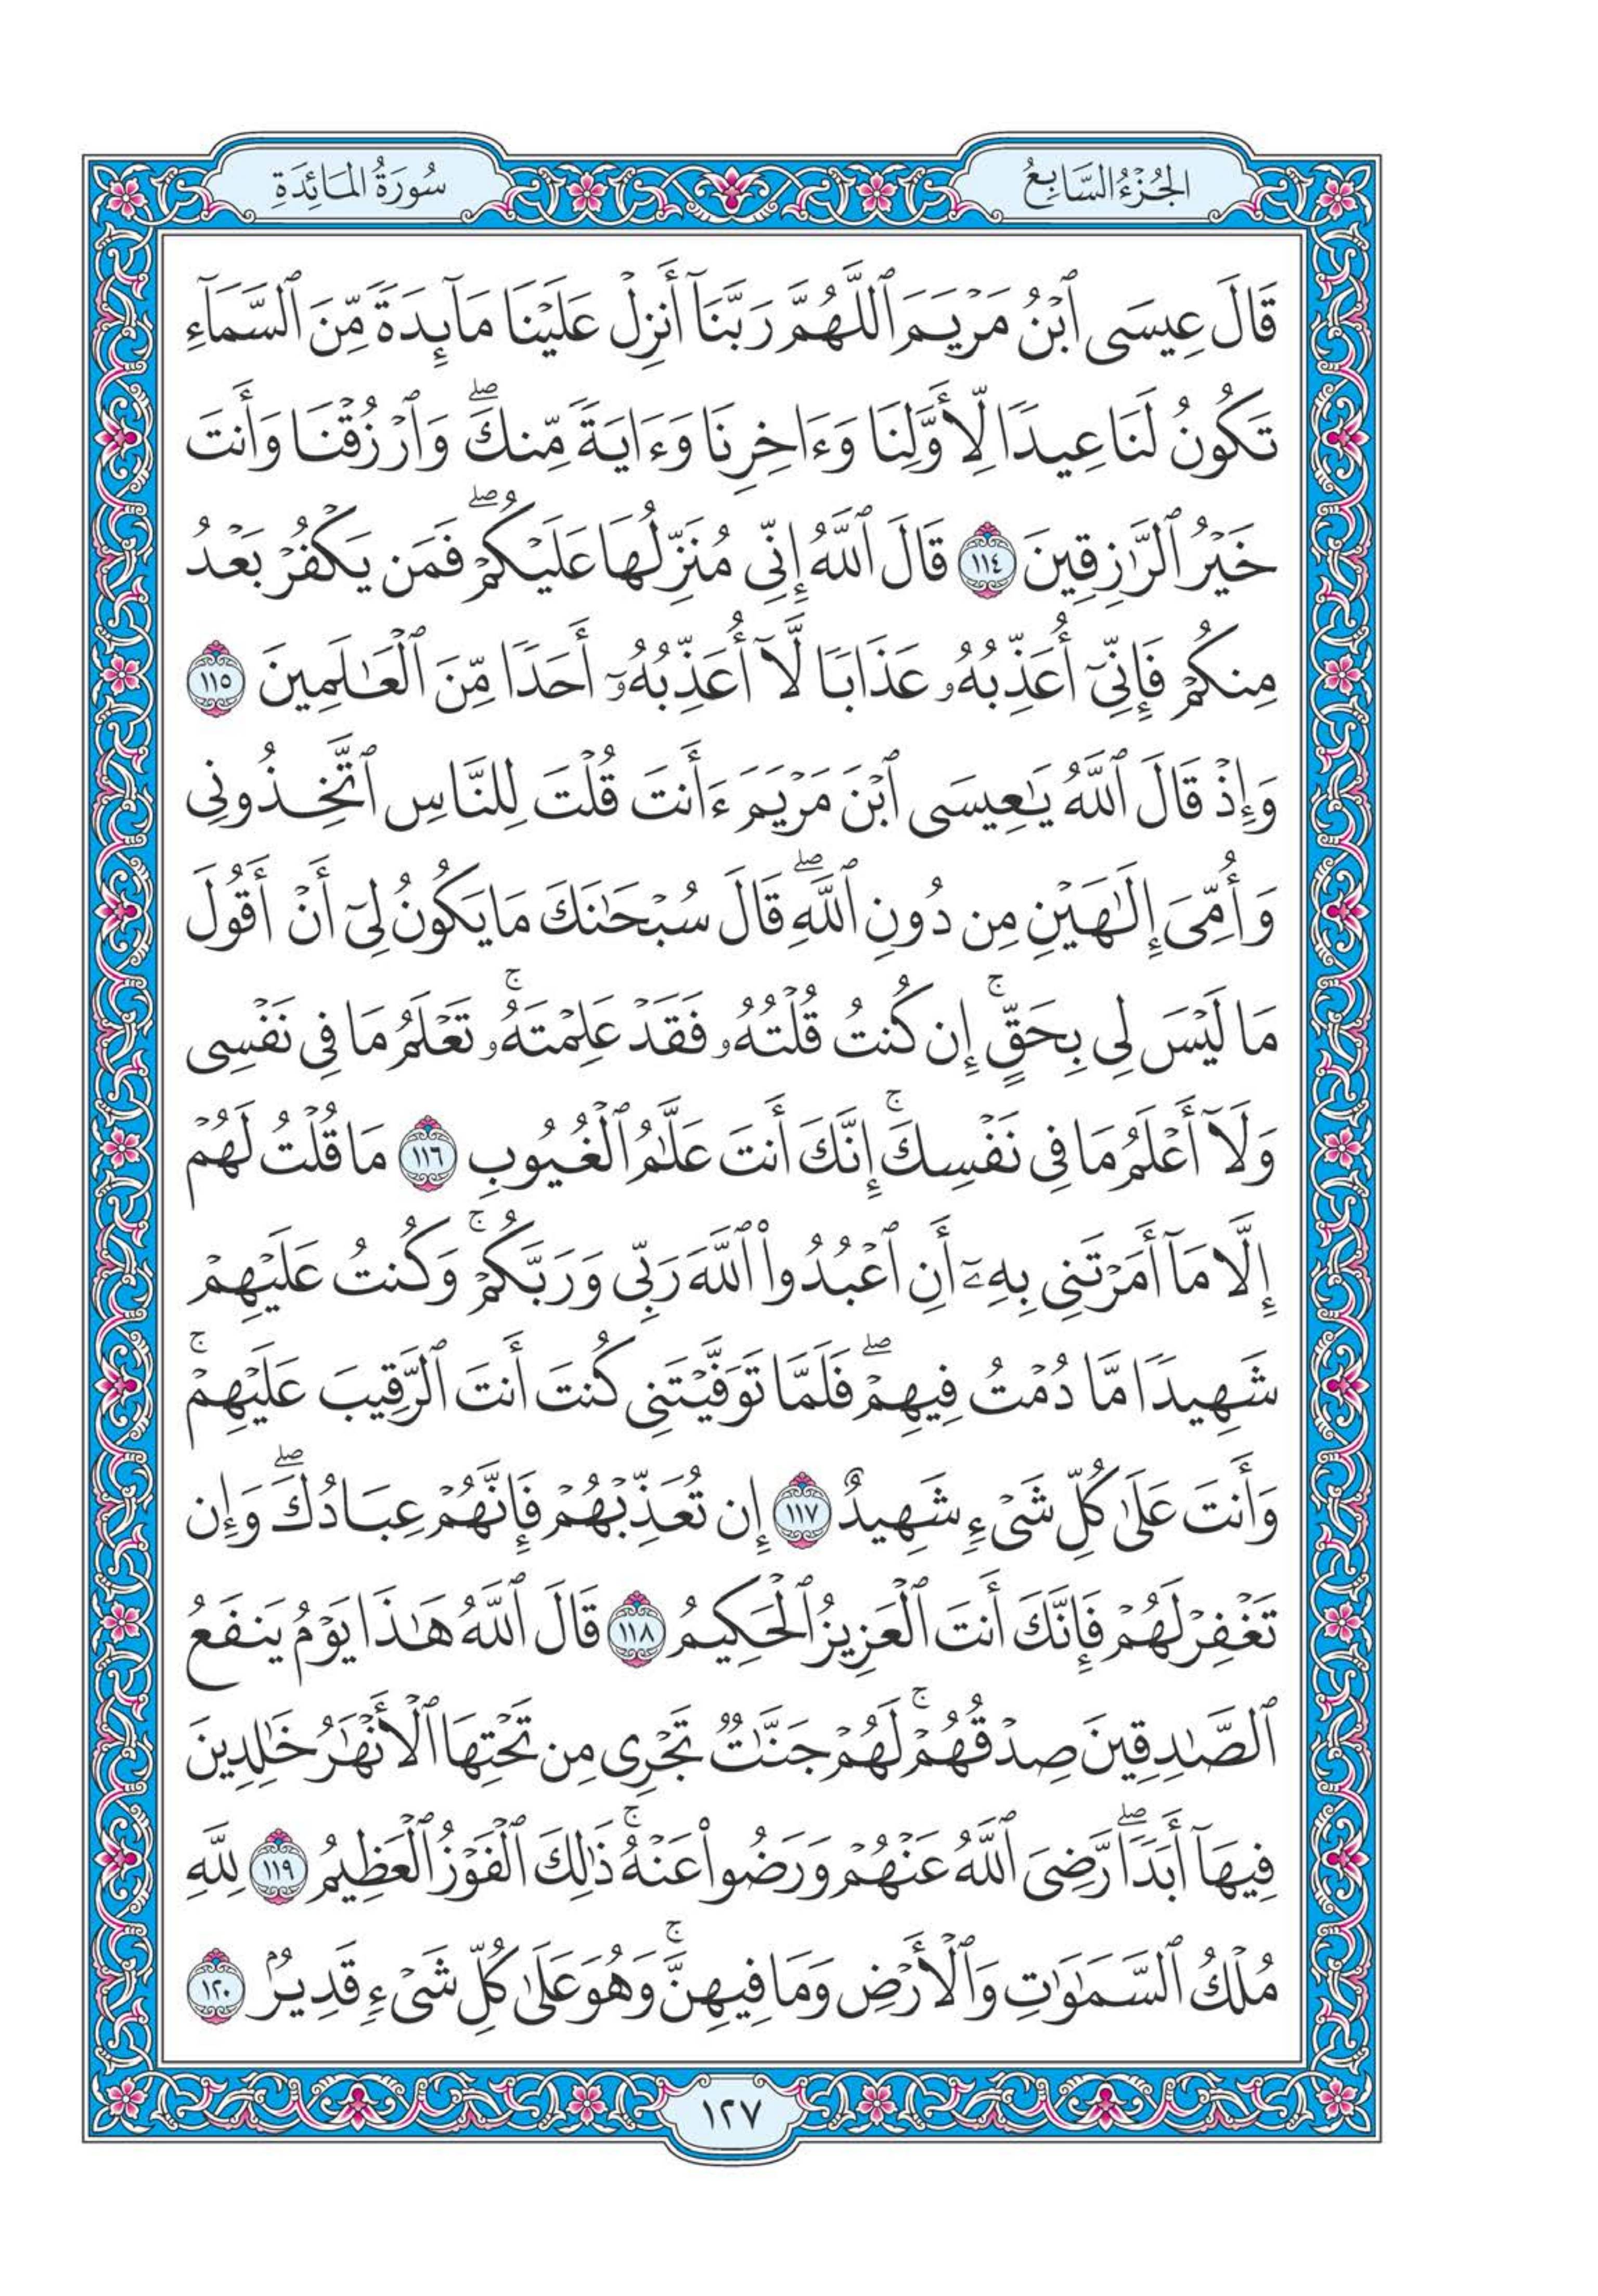 الجُزْءُ السَّابِعُ
سُورَةُ المَائِدَةِ
قَالَ عِيسَى ٱبْنُ مَرْيَمَ ٱللَّهُمَّ رَبَّنَآ أَنزِلْ عَلَيْنَا مَآئِدَةً مِّنَ ٱلسَّمَآءِ
تَكُونُ لَنَا عِيدًا لِّأَوَّلِنَا وَءَاخِرِنَا وَءَايَةً مِّنكَ ۖ وَٱرْزُقْنَا وَأَنتَ
خَيْرُ ٱلرَّٰزِقِينَ ١١٤ قَالَ ٱللَّهُ إِنِّى مُنَزِّلُهَا عَلَيْكُمْ ۖ فَمَن يَكْفُرْ بَعْدُ
مِنكُمْ فَإِنِّىٓ أُعَذِّبُهُۥ عَذَابًا لَّآ أُعَذِّبُهُۥٓ أَحَدًا مِّنَ ٱلْعَٰلَمِينَ ١١٥
وَإِذْ قَالَ ٱللَّهُ يَٰعِيسَى ٱبْنَ مَرْيَمَ ءَأَنتَ قُلْتَ لِلنَّاسِ ٱتَّخِذُونِى
وَأُمِّىَ إِلَٰهَيْنِ مِن دُونِ ٱللَّهِ ۖ قَالَ سُبْحَٰنَكَ مَا يَكُونُ لِىٓ أَنْ أَقُولَ
مَا لَيْسَ لِى بِحَقٍّ ۚ إِن كُنتُ قُلْتُهُۥ فَقَدْ عَلِمْتَهُۥ ۚ تَعْلَمُ مَا فِى نَفْسِى
وَلَآ أَعْلَمُ مَا فِى نَفْسِكَ ۚ إِنَّكَ أَنتَ عَلَّٰمُ ٱلْغُيُوبِ ١١٦ مَا قُلْتُ لَهُمْ
إِلَّا مَآ أَمَرْتَنِى بِهِۦٓ أَنِ ٱعْبُدُوا۟ ٱللَّهَ رَبِّى وَرَبَّكُمْ ۚ وَكُنتُ عَلَيْهِمْ
شَهِيدًا مَّا دُمْتُ فِيهِمْ ۖ فَلَمَّا تَوَفَّيْتَنِى كُنتَ أَنتَ ٱلرَّقِيبَ عَلَيْهِمْ ۚ
وَأَنتَ عَلَىٰ كُلِّ شَىْءٍ شَهِيدٌ ١١٧ إِن تُعَذِّبْهُمْ فَإِنَّهُمْ عِبَادُكَ ۖ وَإِن
تَغْفِرْ لَهُمْ فَإِنَّكَ أَنتَ ٱلْعَزِيزُ ٱلْحَكِيمُ ١١٨ قَالَ ٱللَّهُ هَٰذَا يَوْمُ يَنفَعُ
ٱلصَّٰدِقِينَ صِدْقُهُمْ ۚ لَهُمْ جَنَّٰتٌ تَجْرِى مِن تَحْتِهَا ٱلْأَنْهَٰرُ خَٰلِدِينَ
فِيهَآ أَبَدًا ۖ رَّضِىَ ٱللَّهُ عَنْهُمْ وَرَضُوا۟ عَنْهُ ۚ ذَٰلِكَ ٱلْفَوْزُ ٱلْعَظِيمُ ١١٩ لِلَّهِ
مُلْكُ ٱلسَّمَٰوَٰتِ وَٱلْأَرْضِ وَمَا فِيهِنَّ ۚ وَهُوَ عَلَىٰ كُلِّ شَىْءٍ قَدِيرٌ ١٢٠
١٢٧